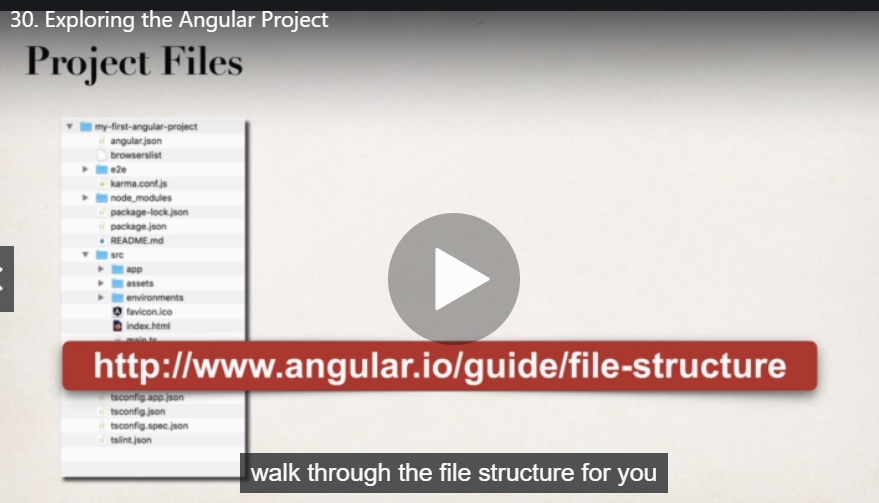 30. Exploring the Angular Project
Project Files
my-first-angular-project
angular.json
browserslist
e2e
karma.conf.js
node_modules
package-lock.json
package.json
README.md
src
app
assets
environments
favicon.ico
index.html
main.ts
http://www.angular.io/guide/file-structure
tsconfig.app.json
tsconfig.json
tsconfig.spec.json
tslint.json
walk through the file structure for you